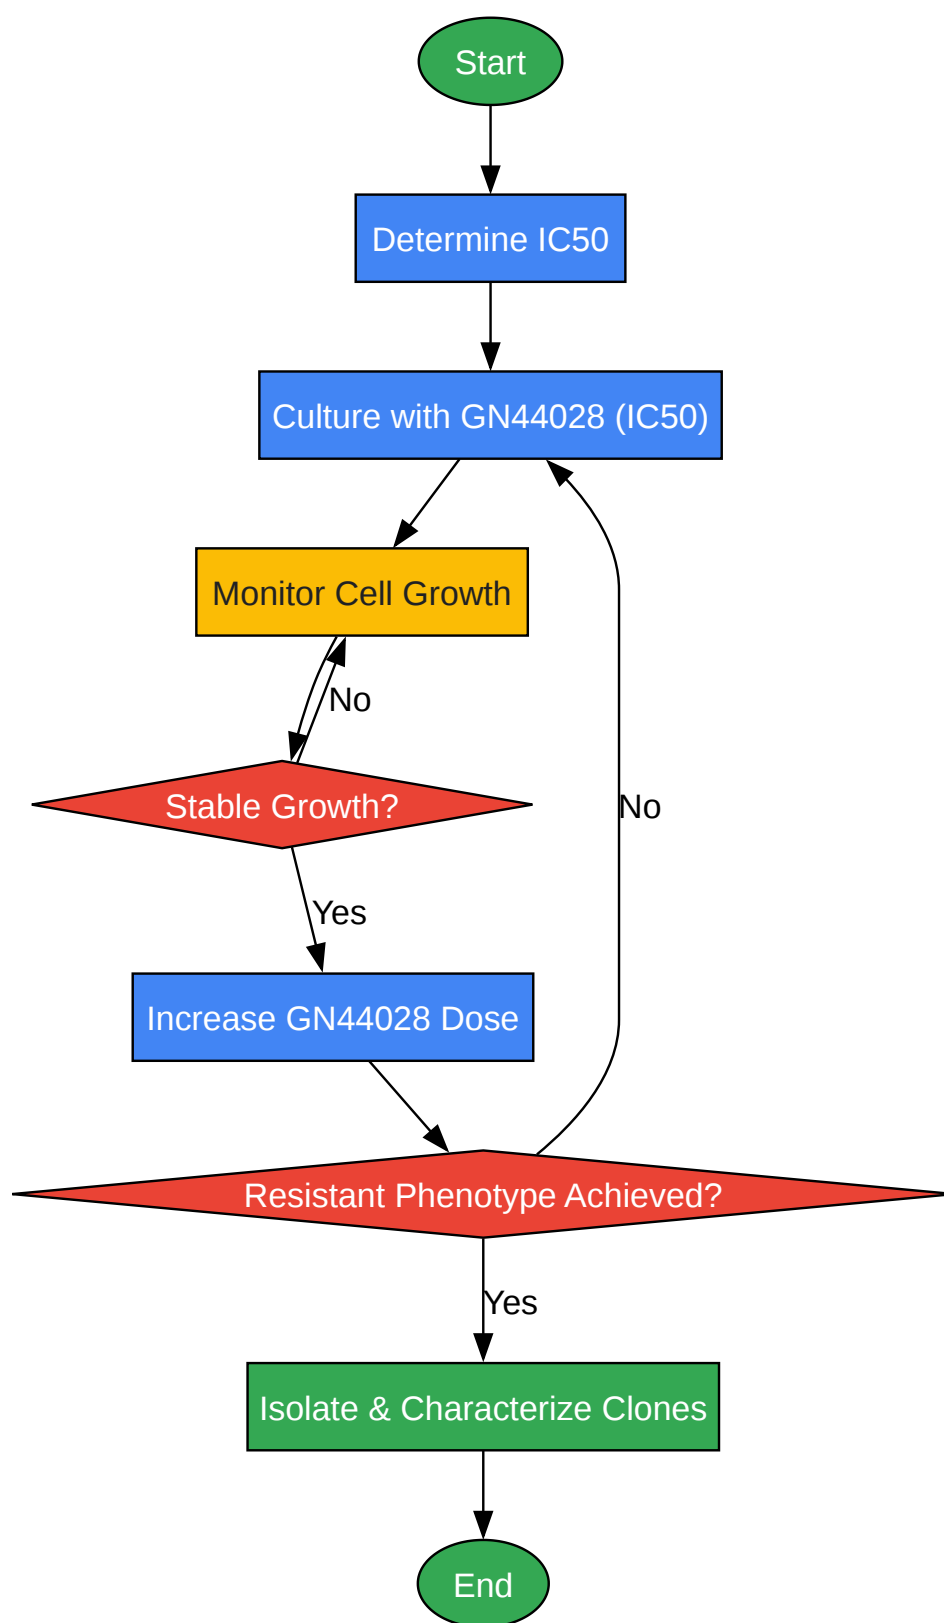 Start
Determine IC50
Culture with GN44028 (IC50)
Monitor Cell Growth
No
Stable Growth?
No
Yes
Increase GN44028 Dose
Resistant Phenotype Achieved?
Yes
Isolate & Characterize Clones
End